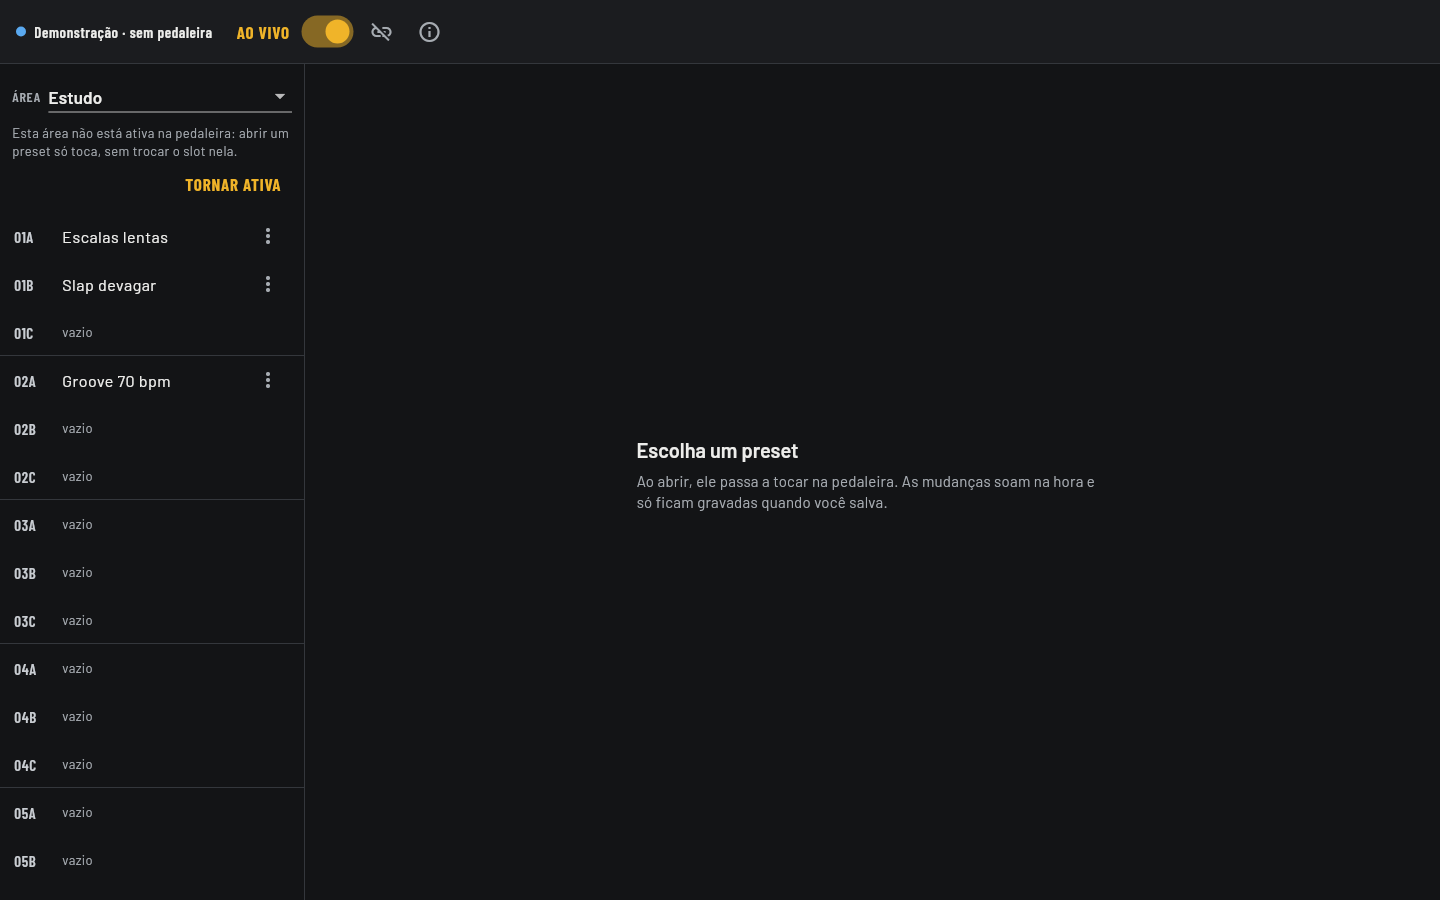 Demonstração · sem pedaleira
AO VIVO
ÁREA Estudo
Esta área não está ativa na pedaleira: abrir um
preset só toca, sem trocar o slot nela.
TORNAR ATIVA
01A Escalas lentas
01B Slap devagar
01C vazio
02A Groove 70 bpm
02B vazio
02C vazio
03A vazio
03B vazio
03C vazio
04A vazio
04B vazio
04C vazio
05A vazio
05B vazio
Escolha um preset
Ao abrir, ele passa a tocar na pedaleira. As mudanças soam na hora e
só ficam gravadas quando você salva.